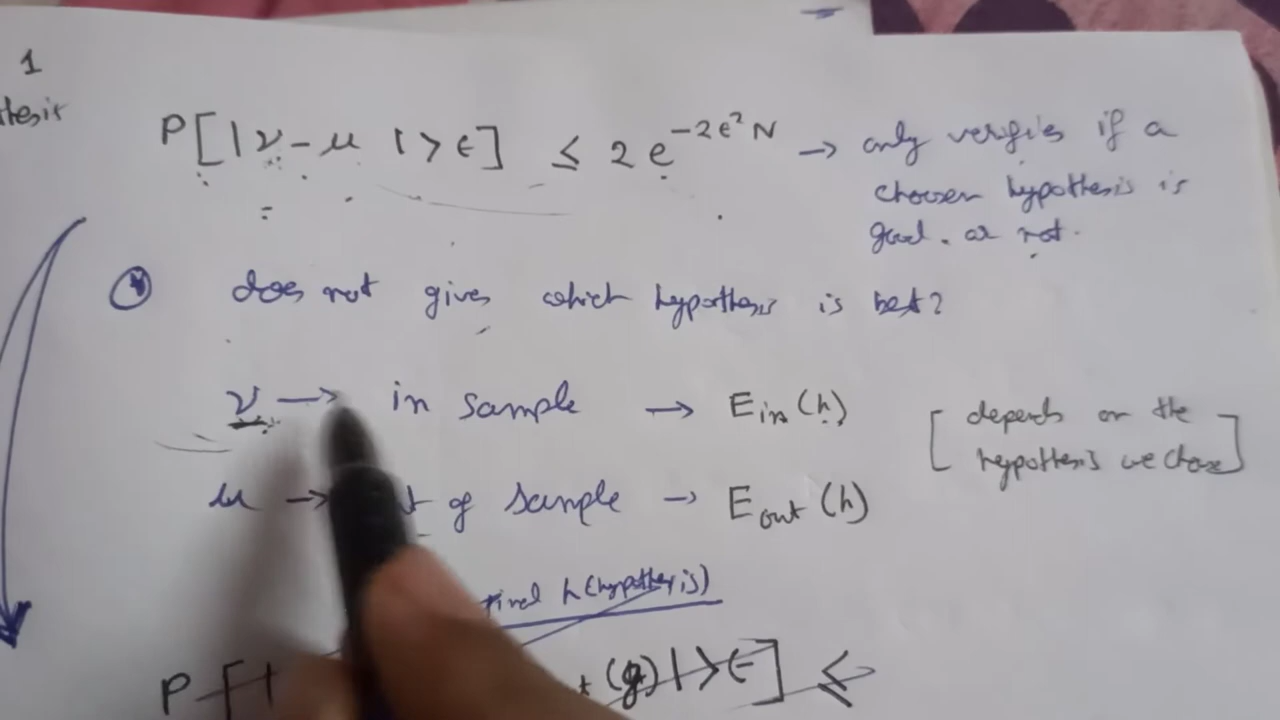 1
P[|ν - μ|>ϵ] ≤ 2e^{-2ϵ²N} → only verifies if a
choosen hypothesis is
good. or not.
does not gives which hypothesis is best?
ν → in sample → E_in(h) [depends on the
hypothesis we chose]
μ → of sample → E_out(h)
h(hypothesis)
P[| (g)|>ϵ] ≤